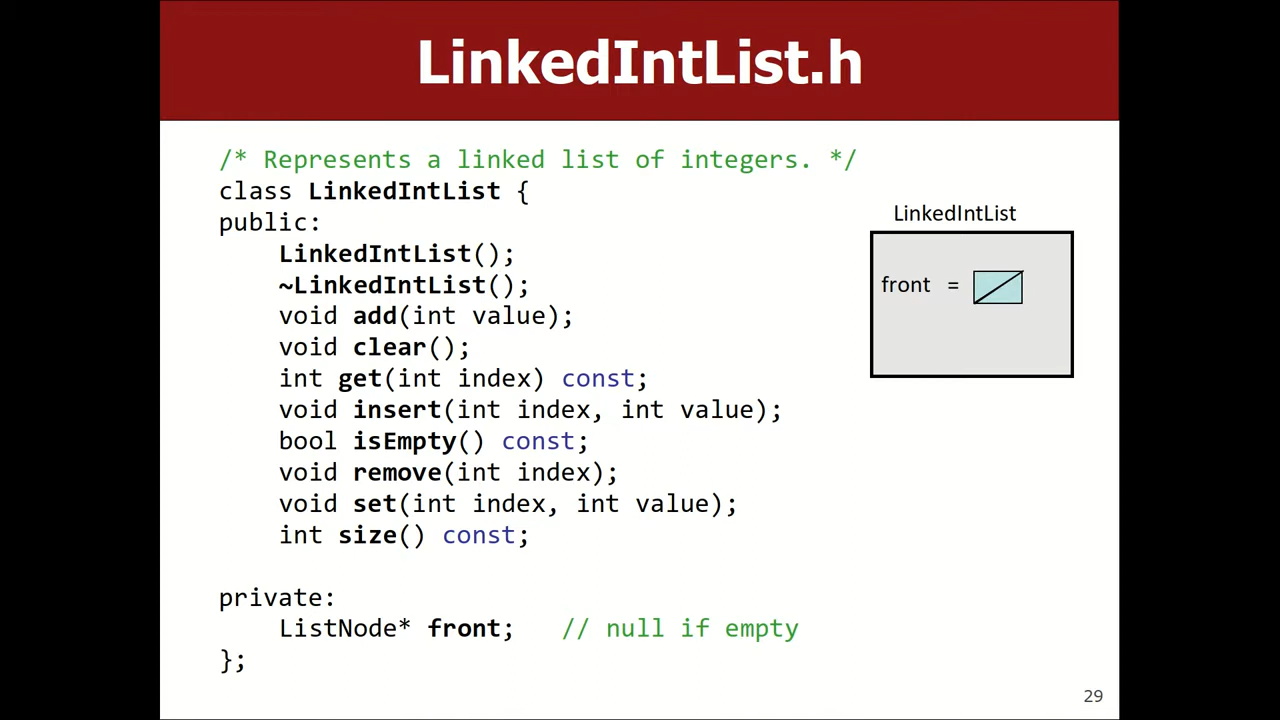 LinkedIntList.h
/* Represents a linked list of integers. */
class LinkedIntList {
public:
    LinkedIntList();
    ~LinkedIntList();
    void add(int value);
    void clear();
    int get(int index) const;
    void insert(int index, int value);
    bool isEmpty() const;
    void remove(int index);
    void set(int index, int value);
    int size() const;
private:
    ListNode* front;   // null if empty
};
LinkedIntList
front =
29